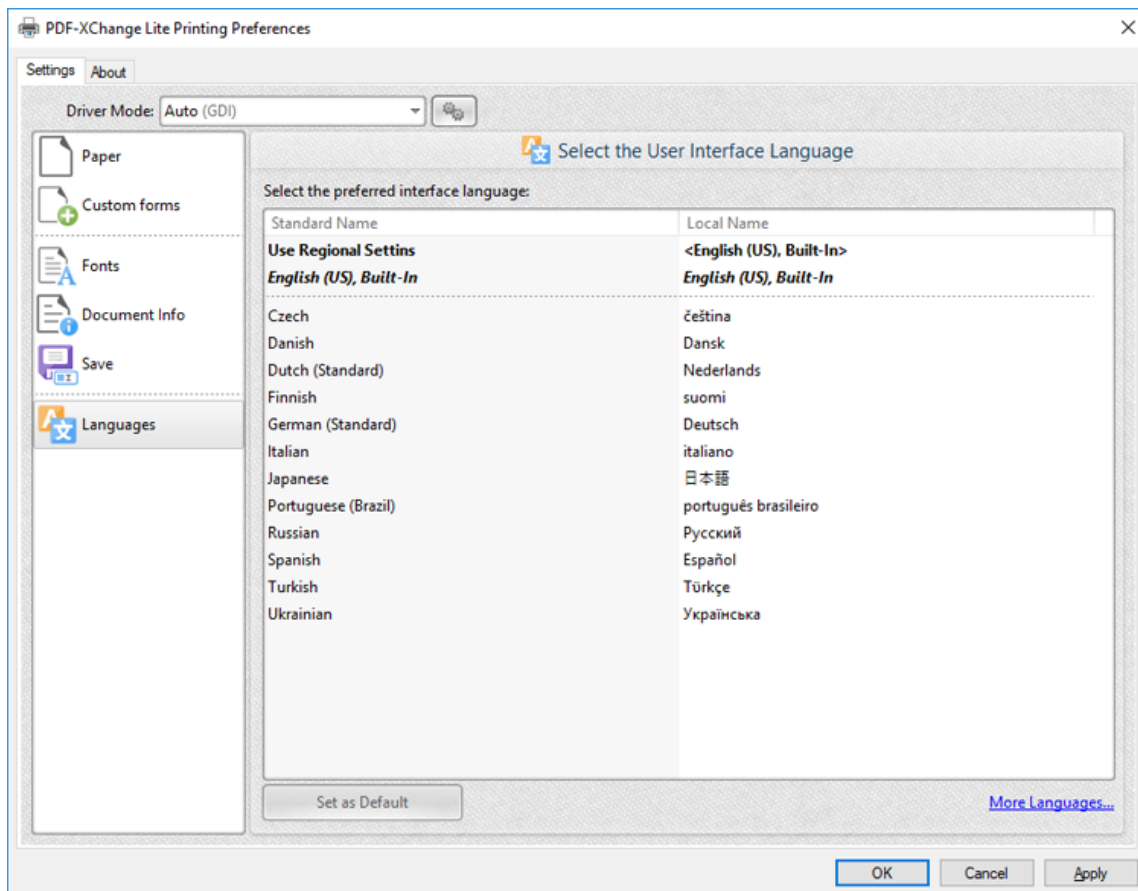 PDF-XChange Lite Printing Preferences
Settings About
Driver Mode: Auto (GDI)
Paper
Custom forms
Fonts
Document Info
Save
Languages
Select the User Interface Language
Select the preferred interface language:
Standard Name Local Name
Use Regional Settins <English (US), Built-In>
English (US), Built-In English (US), Built-In
Czech čeština
Danish Dansk
Dutch (Standard) Nederlands
Finnish suomi
German (Standard) Deutsch
Italian italiano
Japanese 日本語
Portuguese (Brazil) português brasileiro
Russian Русский
Spanish Español
Turkish Türkçe
Ukrainian Українська
Set as Default More Languages...
OK Cancel Apply